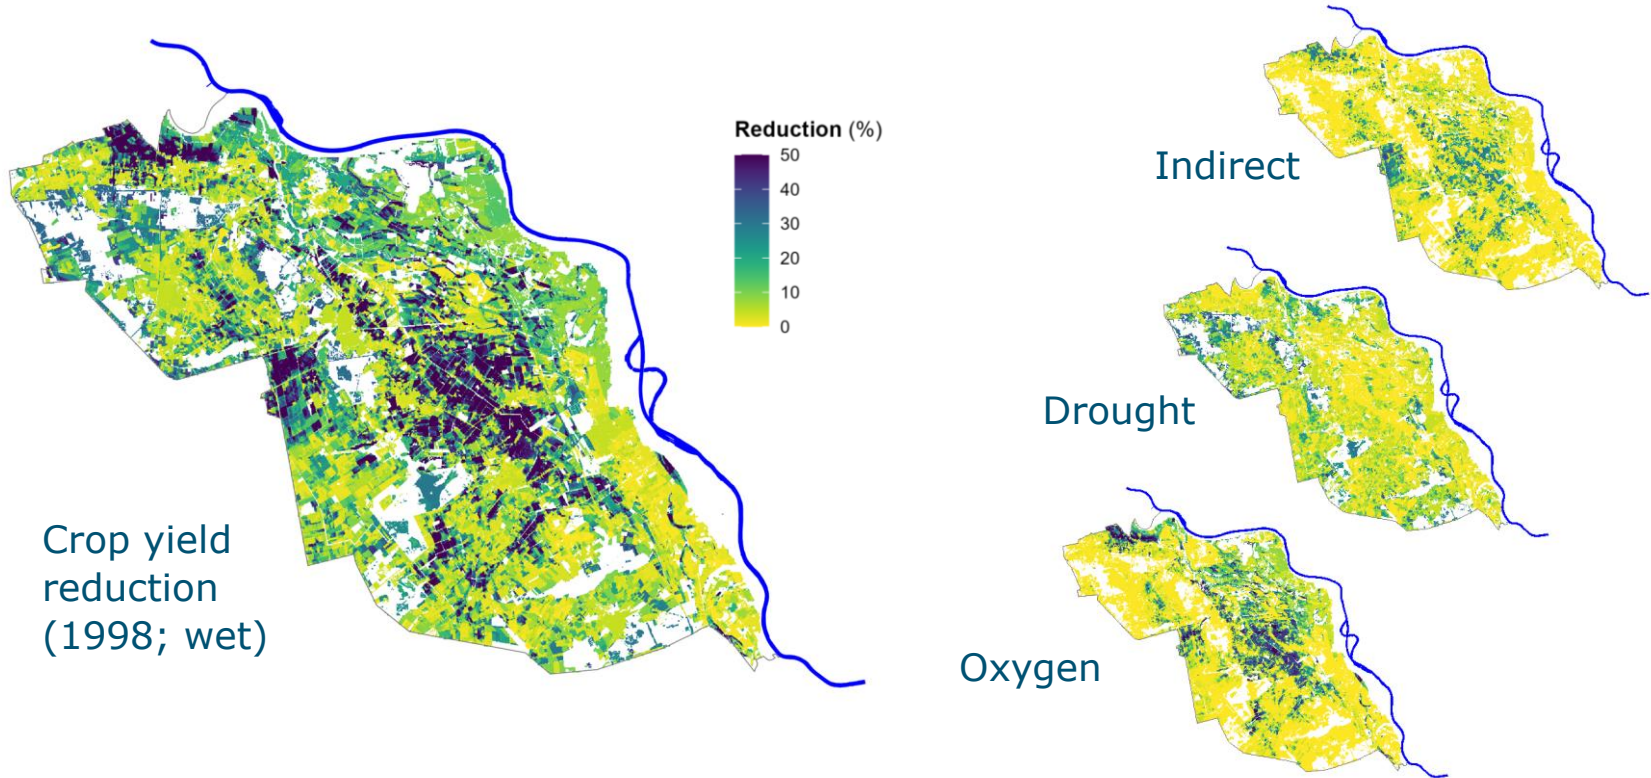 Reduction (%)
50
40
30
20
10
0
Crop yield
reduction
(1998; wet)
Indirect
Drought
Oxygen